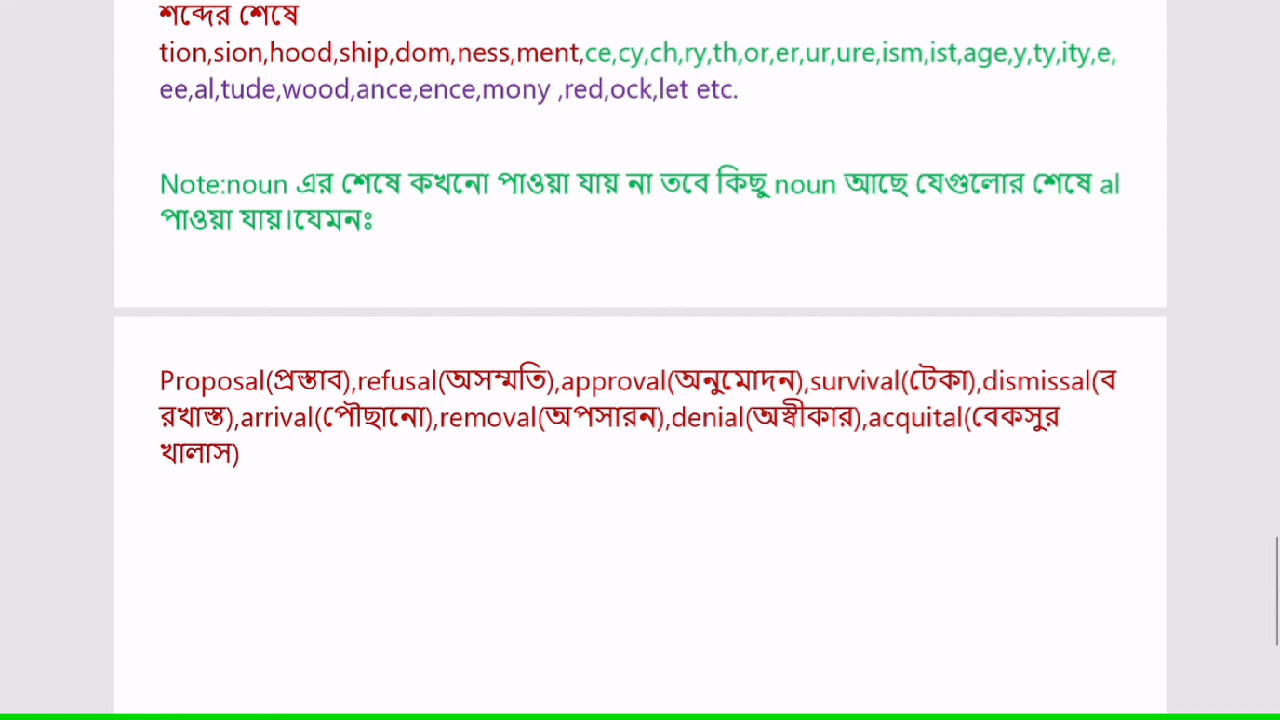 শব্দের শেষে
tion,sion,hood,ship,dom,ness,ment,ce,cy,ch,ry,th,or,er,ur,ure,ism,ist,age,y,ty,ity,e,
ee,al,tude,wood,ance,ence,mony ,red,ock,let etc.
Note:noun এর শেষে কখনো পাওয়া যায় না তবে কিছু noun আছে যেগুলোর শেষে al
পাওয়া যায়।যেমনঃ
Proposal(প্রস্তাব),refusal(অসম্মতি),approval(অনুমোদন),survival(টেকা),dismissal(ব
রখাস্ত),arrival(পৌছানো),removal(অপসারন),denial(অস্বীকার),acquital(বেকসুর
খালাস)